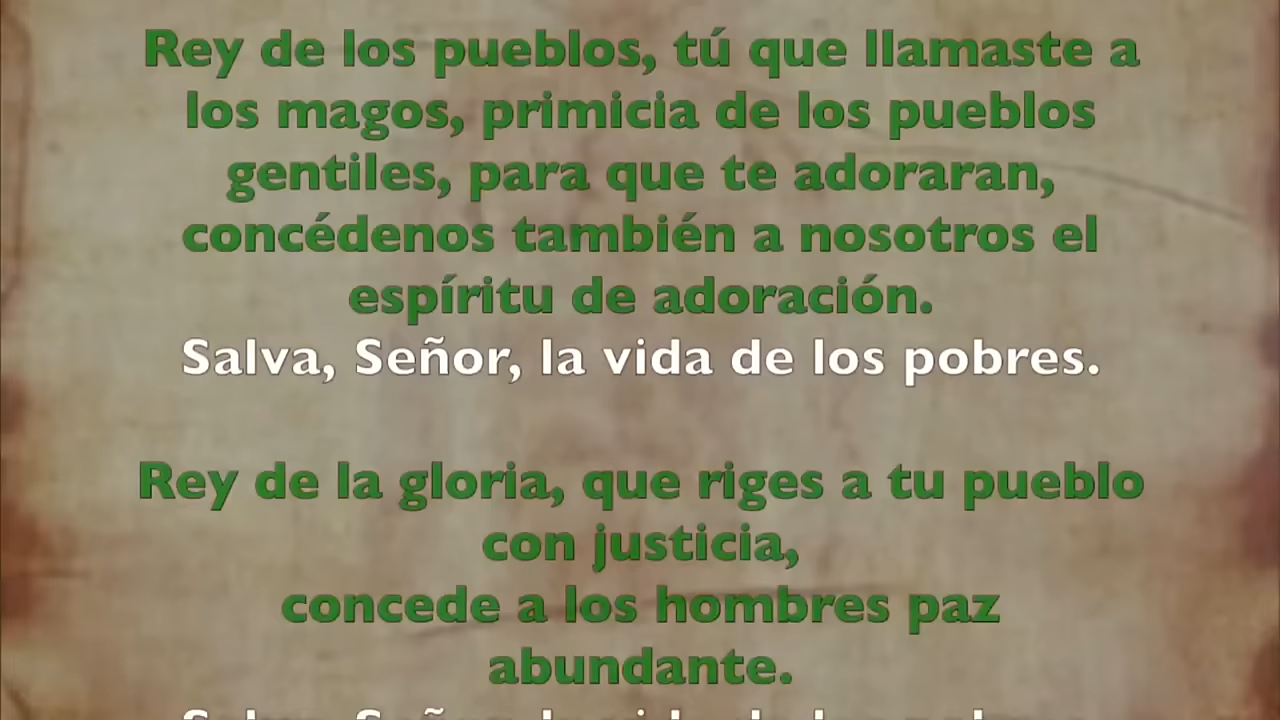 Rey de los pueblos, tú que llamaste a
los magos, primicia de los pueblos
gentiles, para que te adoraran,
concédenos también a nosotros el
espíritu de adoración.
Salva, Señor, la vida de los pobres.
Rey de la gloria, que riges a tu pueblo
con justicia,
concede a los hombres paz
abundante.